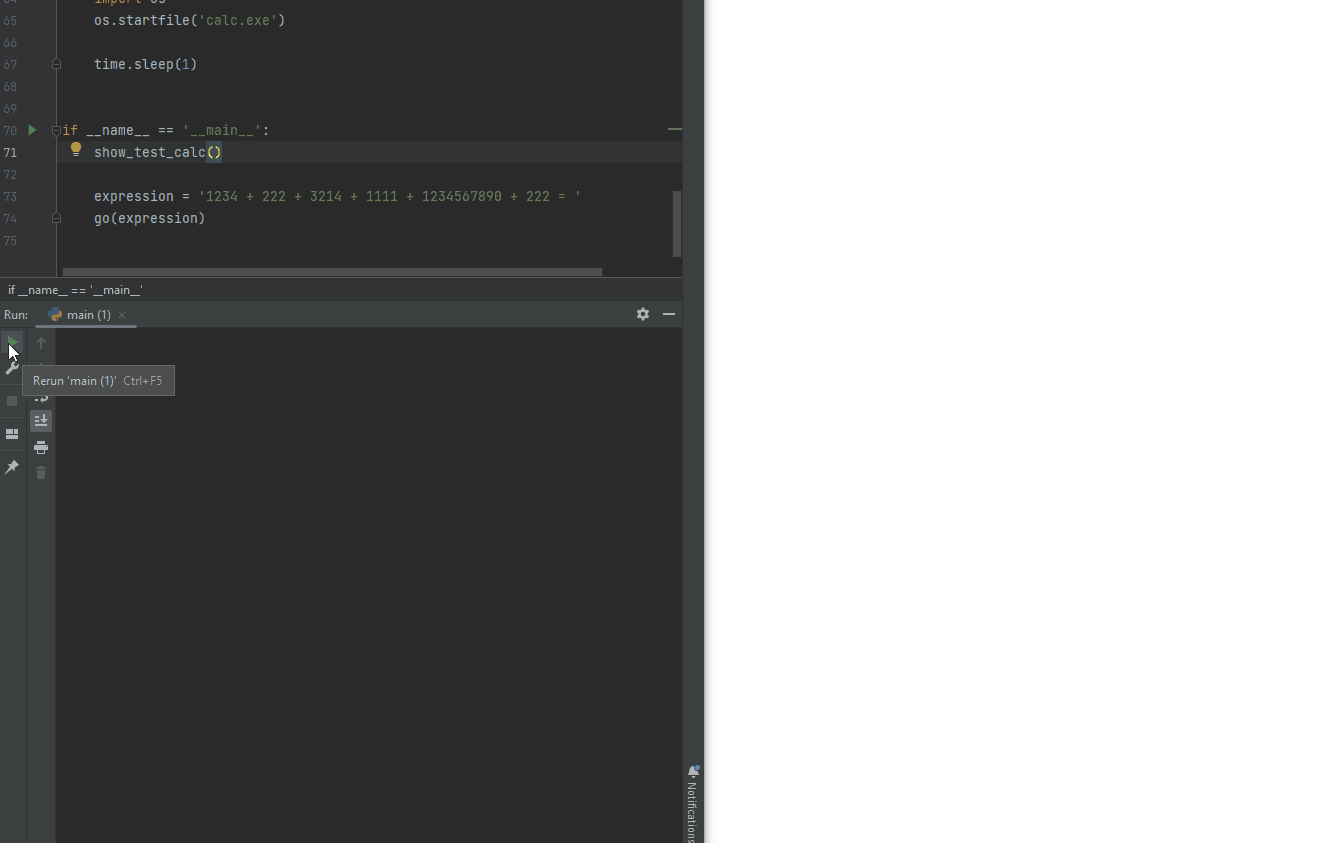 64 import os
65 os.startfile('calc.exe')
66
67 time.sleep(1)
68
69
70 if __name__ == '__main__':
71 show_test_calc()
72
73 expression = '1234 + 222 + 3214 + 1111 + 1234567890 + 222 = '
74 go(expression)
75
if __name__ == '__main__'
Run: main (1)
Rerun 'main (1)' Ctrl+F5
Notifications